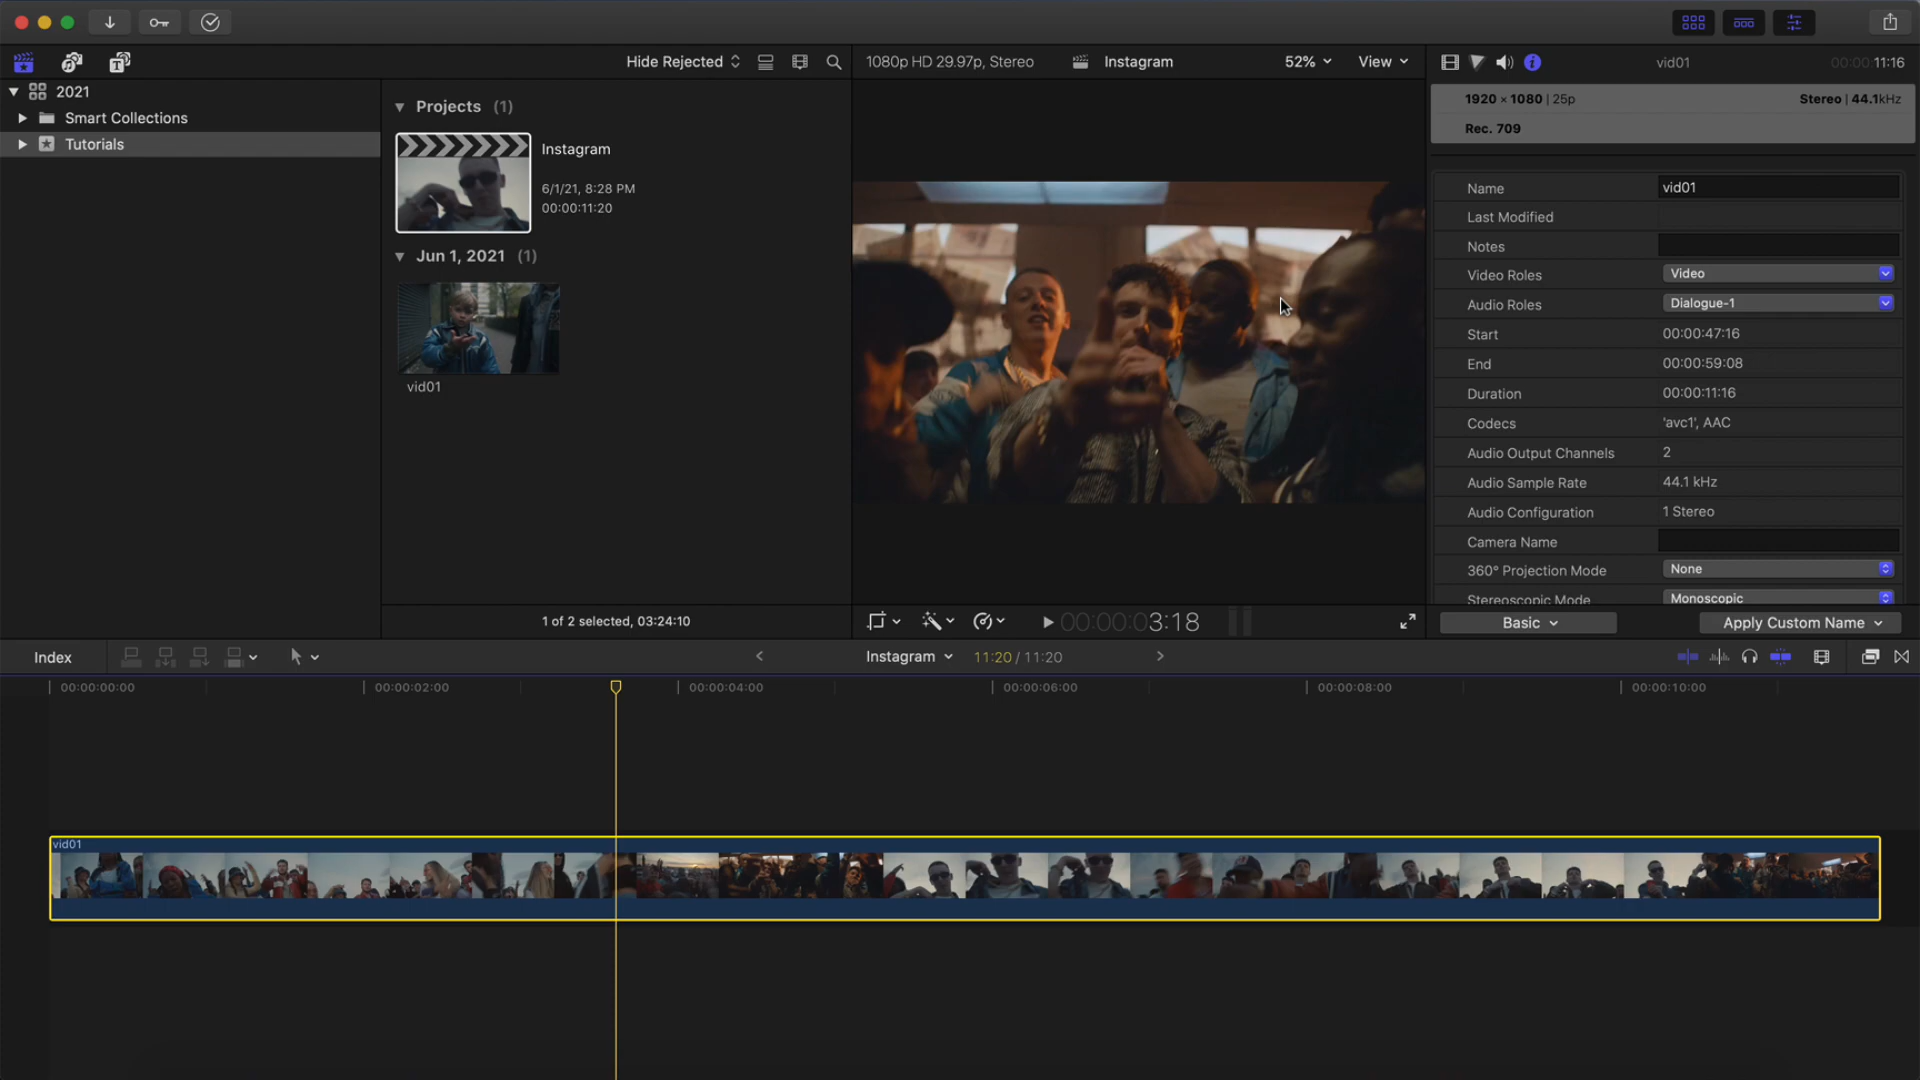 Hide Rejected
1080p HD 29.97p, Stereo
Instagram
52%
View
vid01
00:00:11:16
2021
Smart Collections
Tutorials
Projects (1)
Instagram
6/1/21, 8:28 PM
00:00:11:20
Jun 1, 2021 (1)
vid01
1 of 2 selected, 03:24:10
1920 × 1080 | 25p
Stereo | 44.1kHz
Rec. 709
Name vid01
Last Modified
Notes
Video Roles Video
Audio Roles Dialogue-1
Start 00:00:47:16
End 00:00:59:08
Duration 00:00:11:16
Codecs 'avc1', AAC
Audio Output Channels 2
Audio Sample Rate 44.1 kHz
Audio Configuration 1 Stereo
Camera Name
360° Projection Mode None
Stereoscopic Mode Monoscopic
00:00:03:18
Basic
Apply Custom Name
Index
Instagram
11:20 / 11:20
00:00:00:00
00:00:02:00
00:00:04:00
00:00:06:00
00:00:08:00
00:00:10:00
vid01